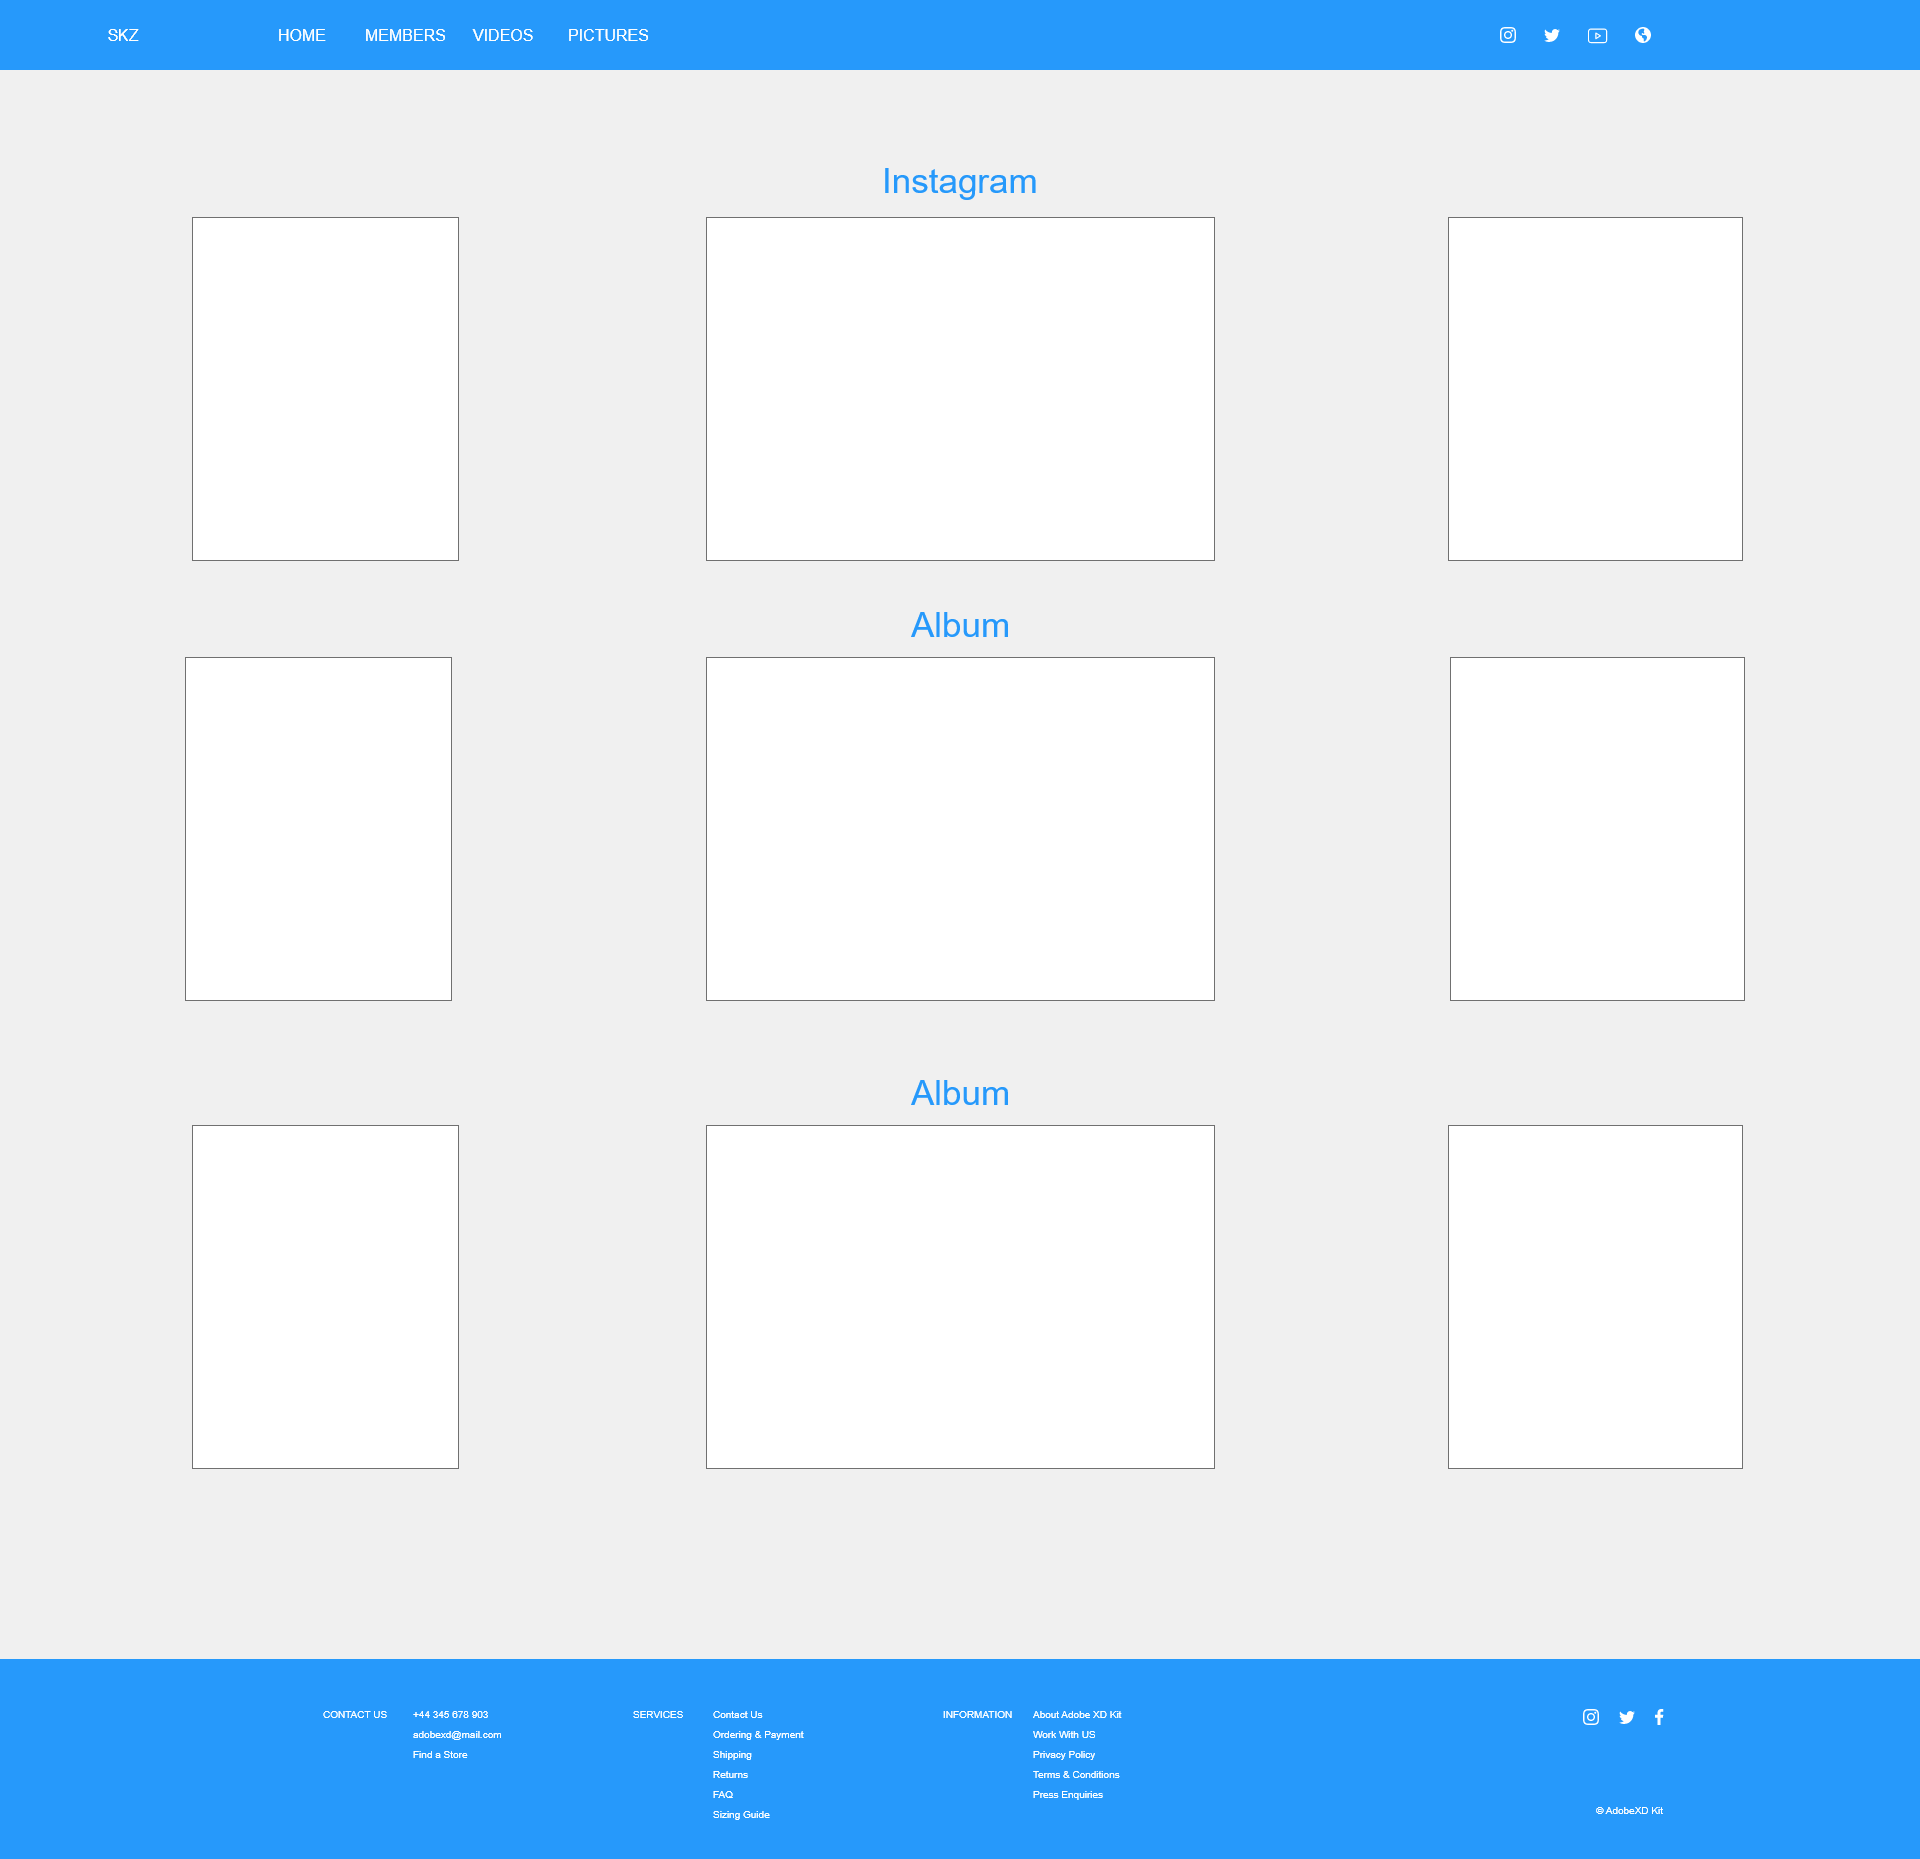 SKZ HOME MEMBERS VIDEOS PICTURES
Instagram
Album
Album
CONTACT US
+44 345 678 903
adobexd@mail.com
Find a Store
SERVICES
Contact Us
Ordering & Payment
Shipping
Returns
FAQ
Sizing Guide
INFORMATION
About Adobe XD Kit
Work With US
Privacy Policy
Terms & Conditions
Press Enquiries
© AdobeXD Kit